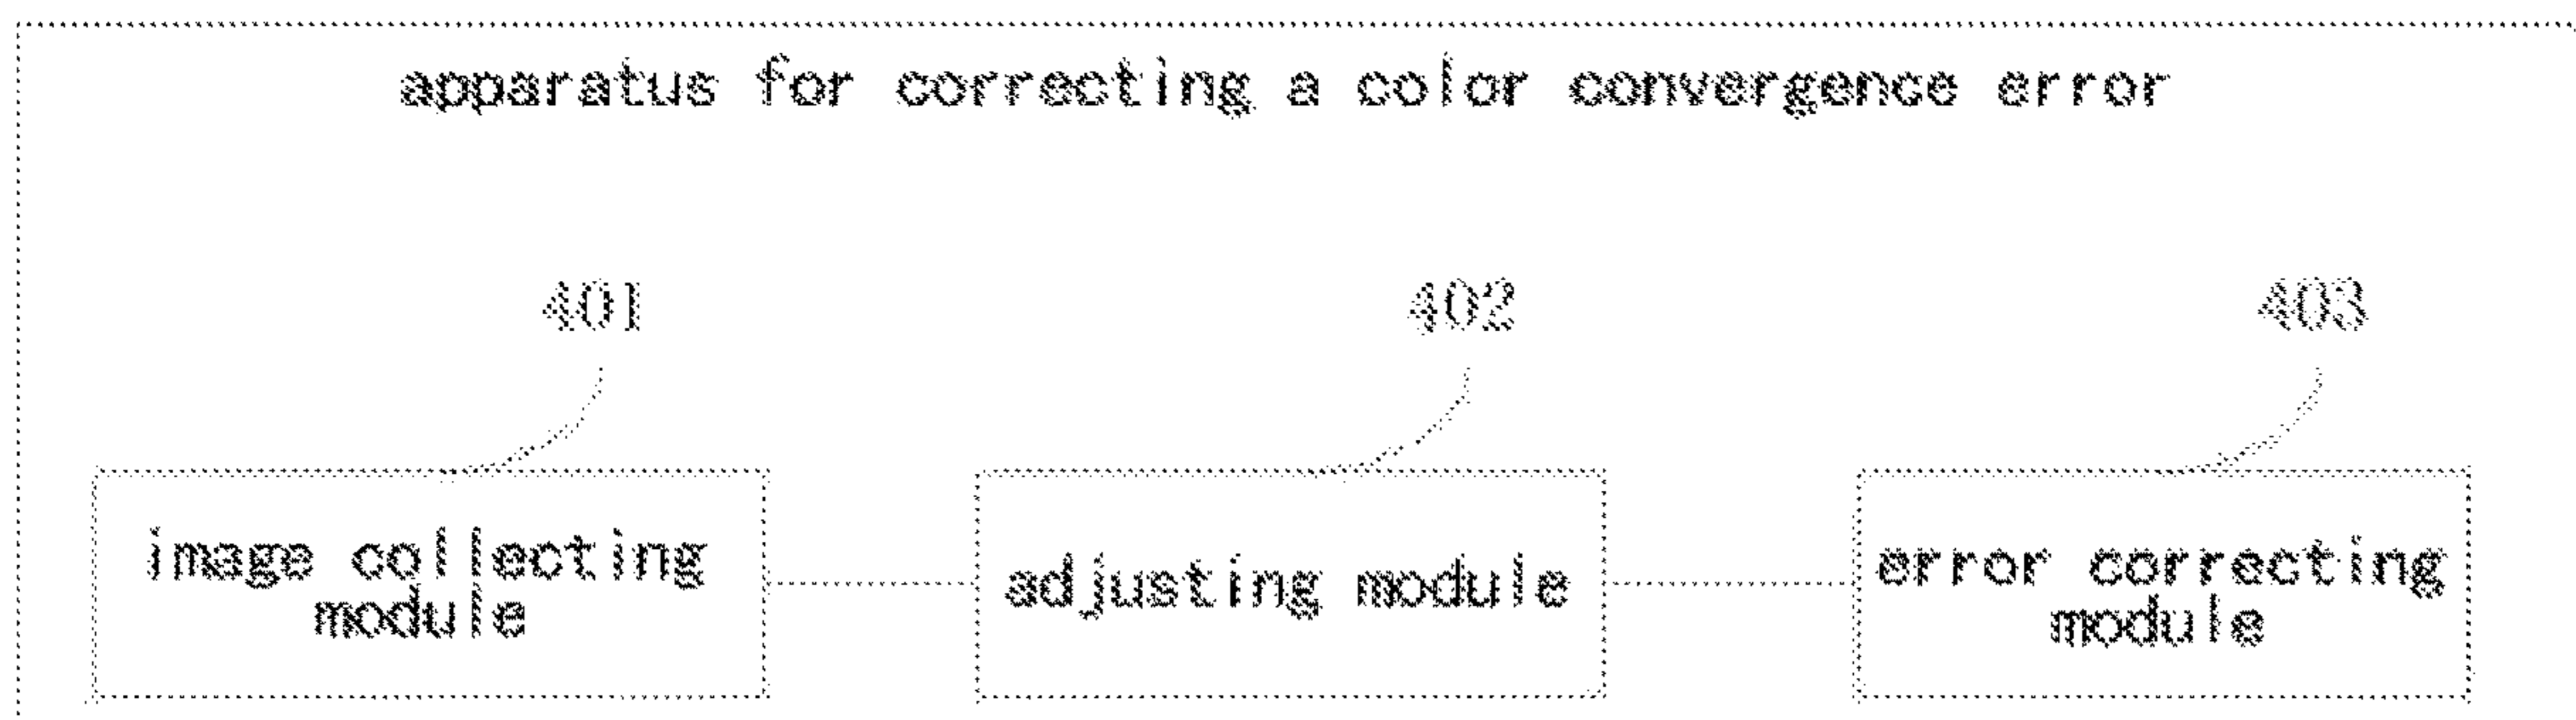 apparatus for correcting a color convergence error
401
402
403
image collecting
module
adjusting module
error correcting
module